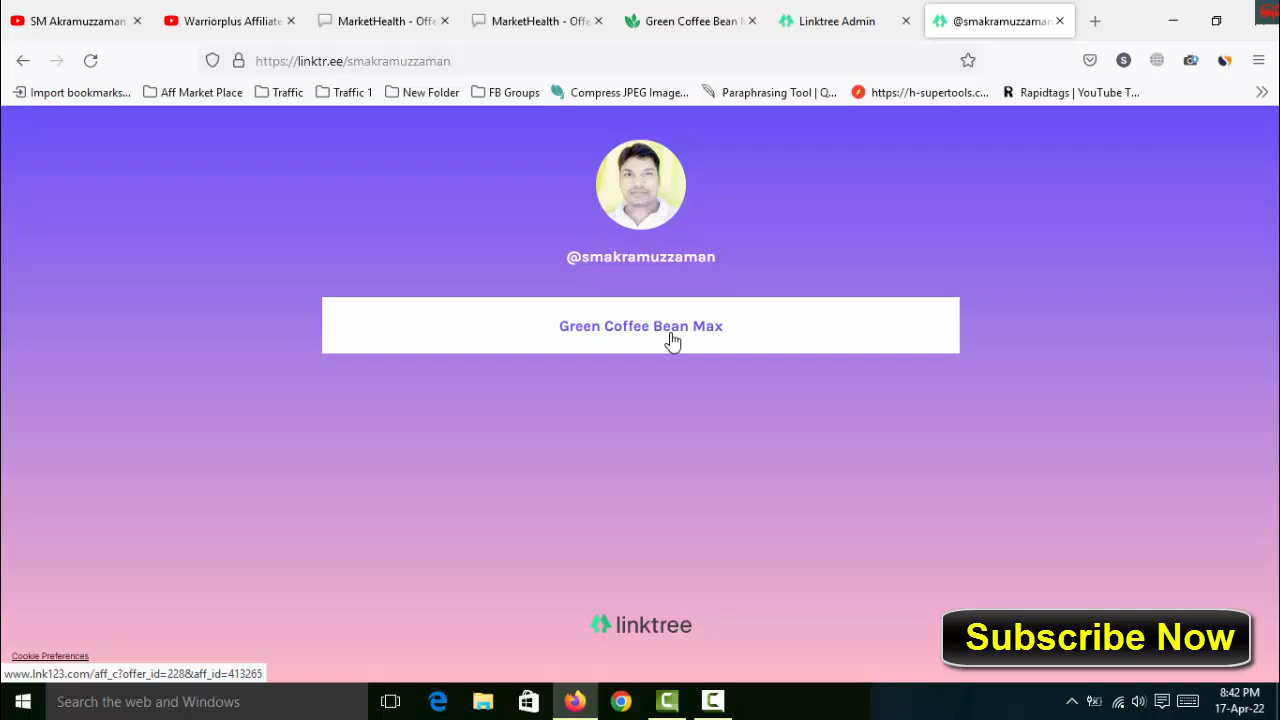 SM Akramuzzaman
Warriorplus Affiliate
MarketHealth - Offe
MarketHealth - Offe
Green Coffee Bean M
Linktree Admin
@smakramuzzaman
https://linktr.ee/smakramuzzaman
Import bookmarks...
Aff Market Place
Traffic
Traffic 1
New Folder
FB Groups
Compress JPEG Image...
Paraphrasing Tool | Q...
https://h-supertools.c...
Rapidtags | YouTube T...
@smakramuzzaman
Green Coffee Bean Max
linktree
Subscribe Now
Cookie Preferences
www.lnk123.com/aff_c?offer_id=228&aff_id=413265
Search the web and Windows
8:42 PM
17-Apr-22